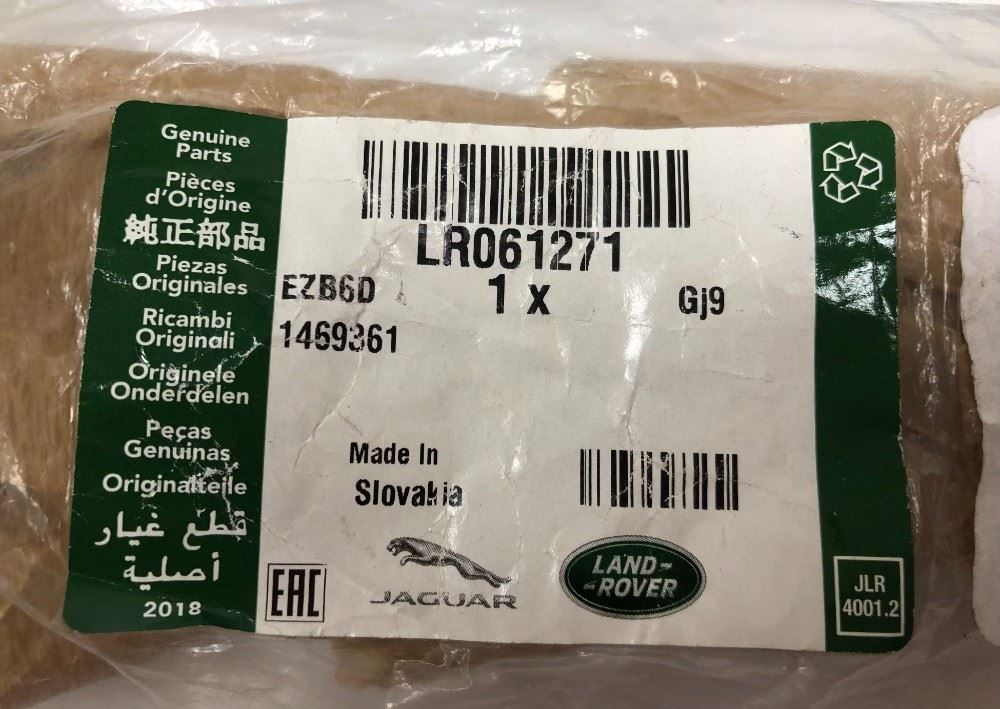 Genuine
Parts
Pièces
d'Origine
純正部品
Piezas
Originales
Ricambi
Originali
Originele
Onderdelen
Peças
Genuinas
Originalteile
قطع غيار
أصلية
2018
LR061271
EZB6D
1 x
Gj9
1469361
Made In
Slovakia
EAC
JAGUAR
LAND-
ROVER
JLR
4001.2